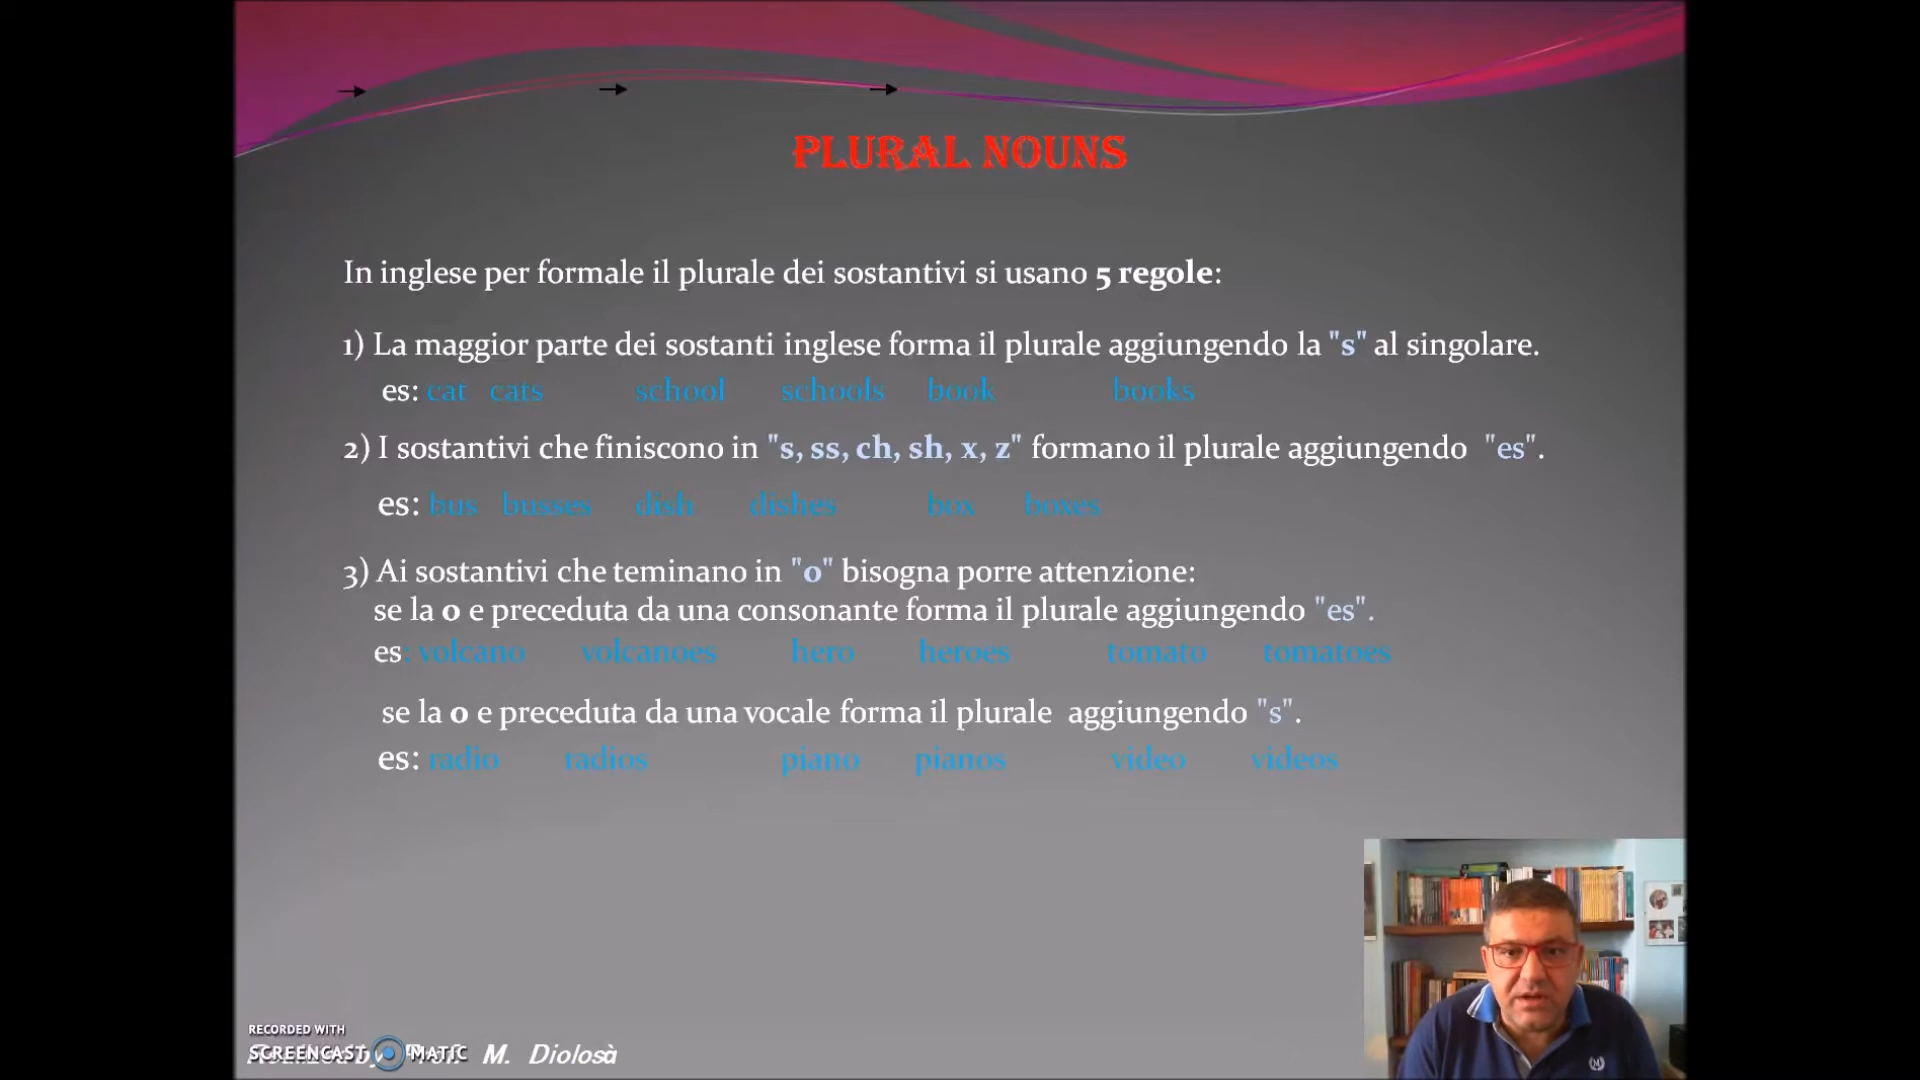 PLURAL NOUNS
In inglese per formale il plurale dei sostantivi si usano 5 regole:
1) La maggior parte dei sostanti inglese forma il plurale aggiungendo la "s" al singolare.
es: cat cats school schools book books
2) I sostantivi che finiscono in "s, ss, ch, sh, x, z" formano il plurale aggiungendo "es".
es: bus busses dish dishes box boxes
3) Ai sostantivi che teminano in "o" bisogna porre attenzione:
se la o e preceduta da una consonante forma il plurale aggiungendo "es".
es: volcano volcanoes hero heroes tomato tomatoes
se la o e preceduta da una vocale forma il plurale aggiungendo "s".
es: radio radios piano pianos video videos
RECORDED WITH
SCREENCAST MATIC
M. Diolosà